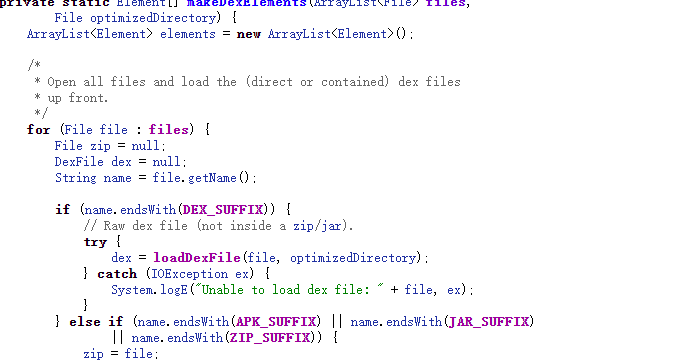 private static Element[] makeDexElements(ArrayList<File> files,
        File optimizedDirectory) {
    ArrayList<Element> elements = new ArrayList<Element>();

    /*
     * Open all files and load the (direct or contained) dex files
     * up front.
     */
    for (File file : files) {
        File zip = null;
        DexFile dex = null;
        String name = file.getName();

        if (name.endsWith(DEX_SUFFIX)) {
            // Raw dex file (not inside a zip/jar).
            try {
                dex = loadDexFile(file, optimizedDirectory);
            } catch (IOException ex) {
                System.logE("Unable to load dex file: " + file, ex);
            }
        } else if (name.endsWith(APK_SUFFIX) || name.endsWith(JAR_SUFFIX)
                || name.endsWith(ZIP_SUFFIX)) {
            zip = file;